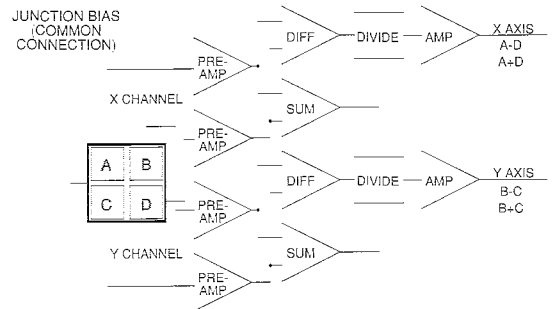 JUNCTION BIAS
(COMMON
CONNECTION)
DIFF
DIVIDE
AMP
X AXIS
A-D
A+D
PRE-
AMP
X CHANNEL
SUM
PRE-
AMP
A B
C D
DIFF
DIVIDE
AMP
Y AXIS
B-C
B+C
PRE-
AMP
Y CHANNEL
SUM
PRE-
AMP